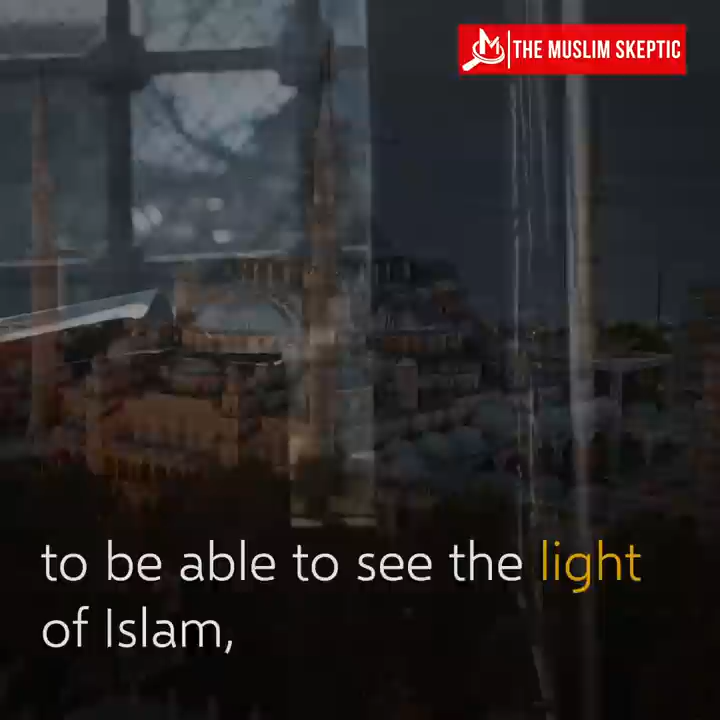 THE MUSLIM SKEPTIC
to be able to see the light
of Islam,